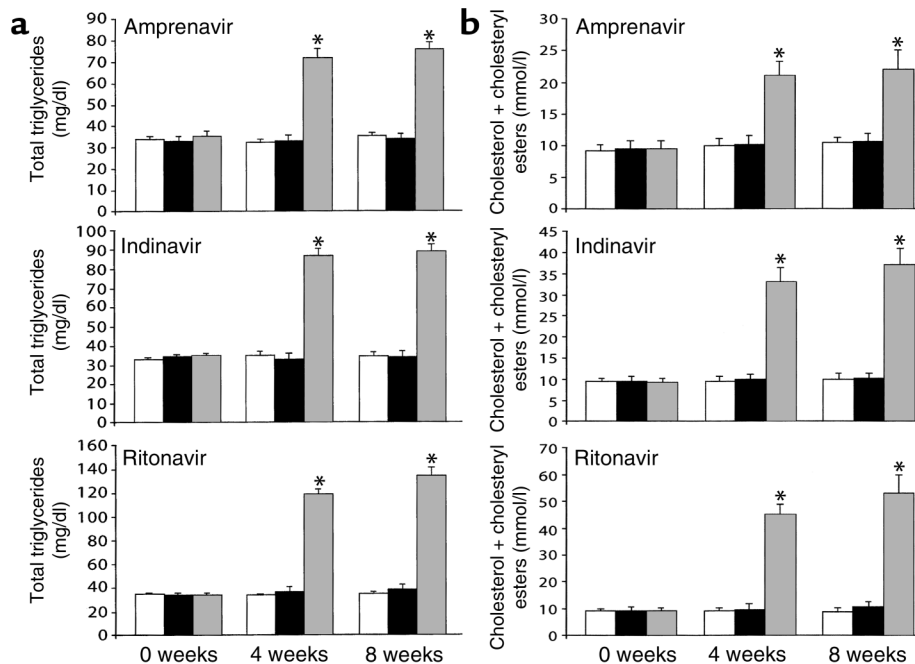 a
Amprenavir
Total triglycerides
(mg/dl)
90
80
70
60
50
40
30
20
10
0
*
*
Indinavir
Total triglycerides
(mg/dl)
100
90
80
70
60
50
40
30
20
10
0
*
*
Ritonavir
Total triglycerides
(mg/dl)
160
140
120
100
80
60
40
20
0
*
*
0 weeks
4 weeks
8 weeks
b
Amprenavir
Cholesterol + cholesteryl
esters (mmol/l)
30
25
20
15
10
5
0
*
*
Indinavir
Cholesterol + cholesteryl
esters (mmol/l)
45
40
35
30
25
20
15
10
5
0
*
*
Ritonavir
Cholesterol + cholesteryl
esters (mmol/l)
70
60
50
40
30
20
10
0
*
*
0 weeks
4 weeks
8 weeks